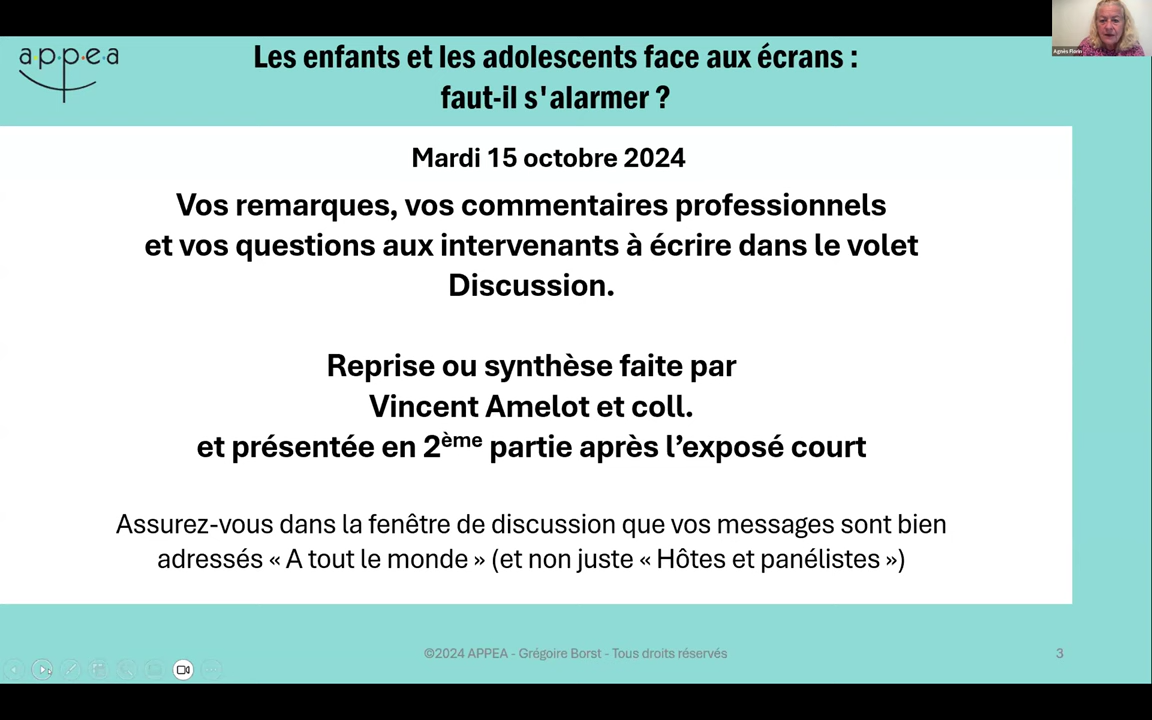 appea
Les enfants et les adolescents face aux écrans :
faut-il s'alarmer ?
Agnès Florin
Mardi 15 octobre 2024
Vos remarques, vos commentaires professionnels
et vos questions aux intervenants à écrire dans le volet
Discussion.
Reprise ou synthèse faite par
Vincent Amelot et coll.
et présentée en 2ème partie après l’exposé court
Assurez-vous dans la fenêtre de discussion que vos messages sont bien
adressés « A tout le monde » (et non juste « Hôtes et panélistes »)
©2024 APPEA - Grégoire Borst - Tous droits réservés
3